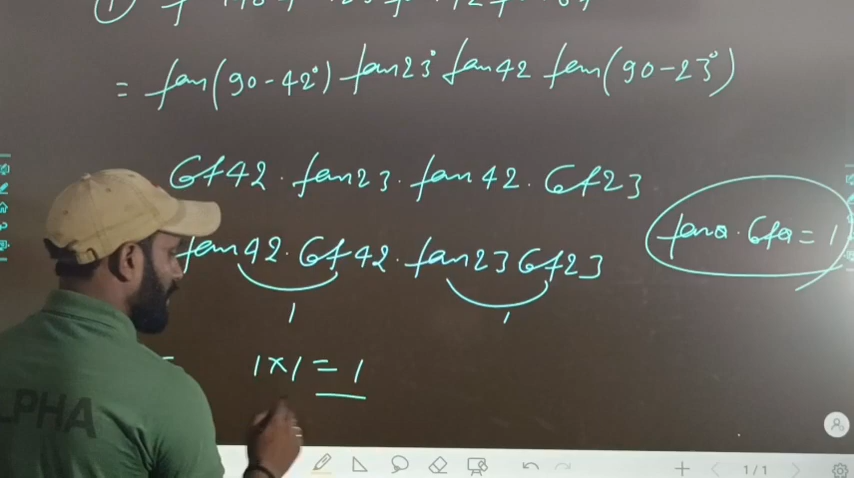 = tan(90-42°) tan23° tan42 tan(90-23°)
Cot42 . tan23 . tan42 . Cot23
tanθ . Cotθ = 1
tan42 . Cot42 . tan23 Cot23
1 1
1×1 = 1
PHA
1/1